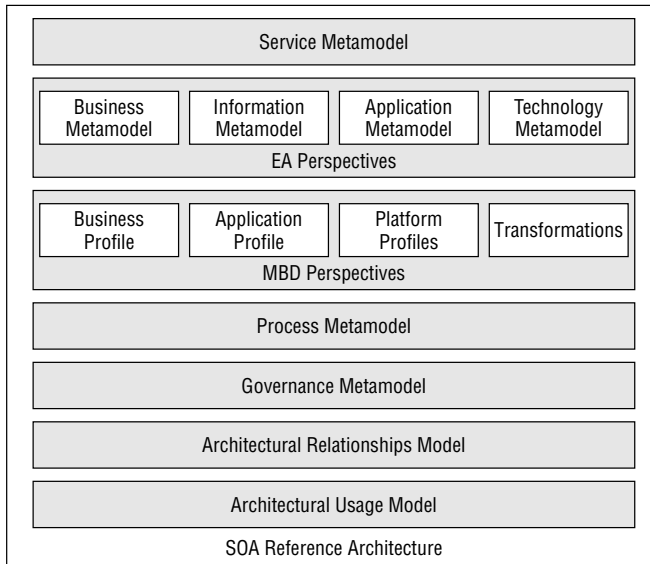 Service Metamodel
Business
Metamodel
Information
Metamodel
Application
Metamodel
Technology
Metamodel
EA Perspectives
Business
Profile
Application
Profile
Platform
Profiles
Transformations
MBD Perspectives
Process Metamodel
Governance Metamodel
Architectural Relationships Model
Architectural Usage Model
SOA Reference Architecture